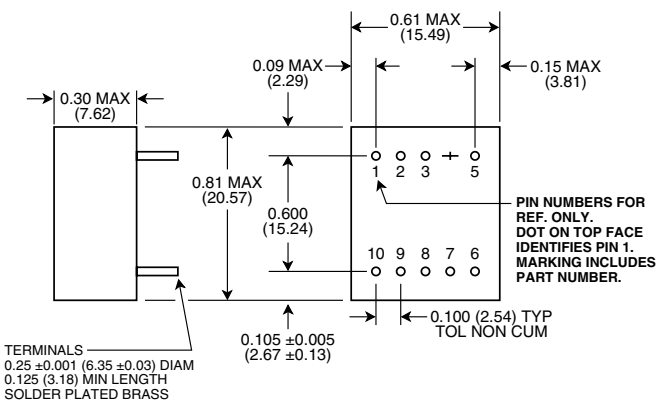 0.61 MAX
(15.49)
0.09 MAX
(2.29)
0.15 MAX
(3.81)
0.30 MAX
(7.62)
0.81 MAX
(20.57)
0.600
(15.24)
1 2 3 5
PIN NUMBERS FOR
REF. ONLY.
DOT ON TOP FACE
IDENTIFIES PIN 1.
MARKING INCLUDES
PART NUMBER.
10 9 8 7 6
0.100 (2.54) TYP
TOL NON CUM
0.105 ±0.005
(2.67 ±0.13)
TERMINALS
0.25 ±0.001 (6.35 ±0.03) DIAM
0.125 (3.18) MIN LENGTH
SOLDER PLATED BRASS